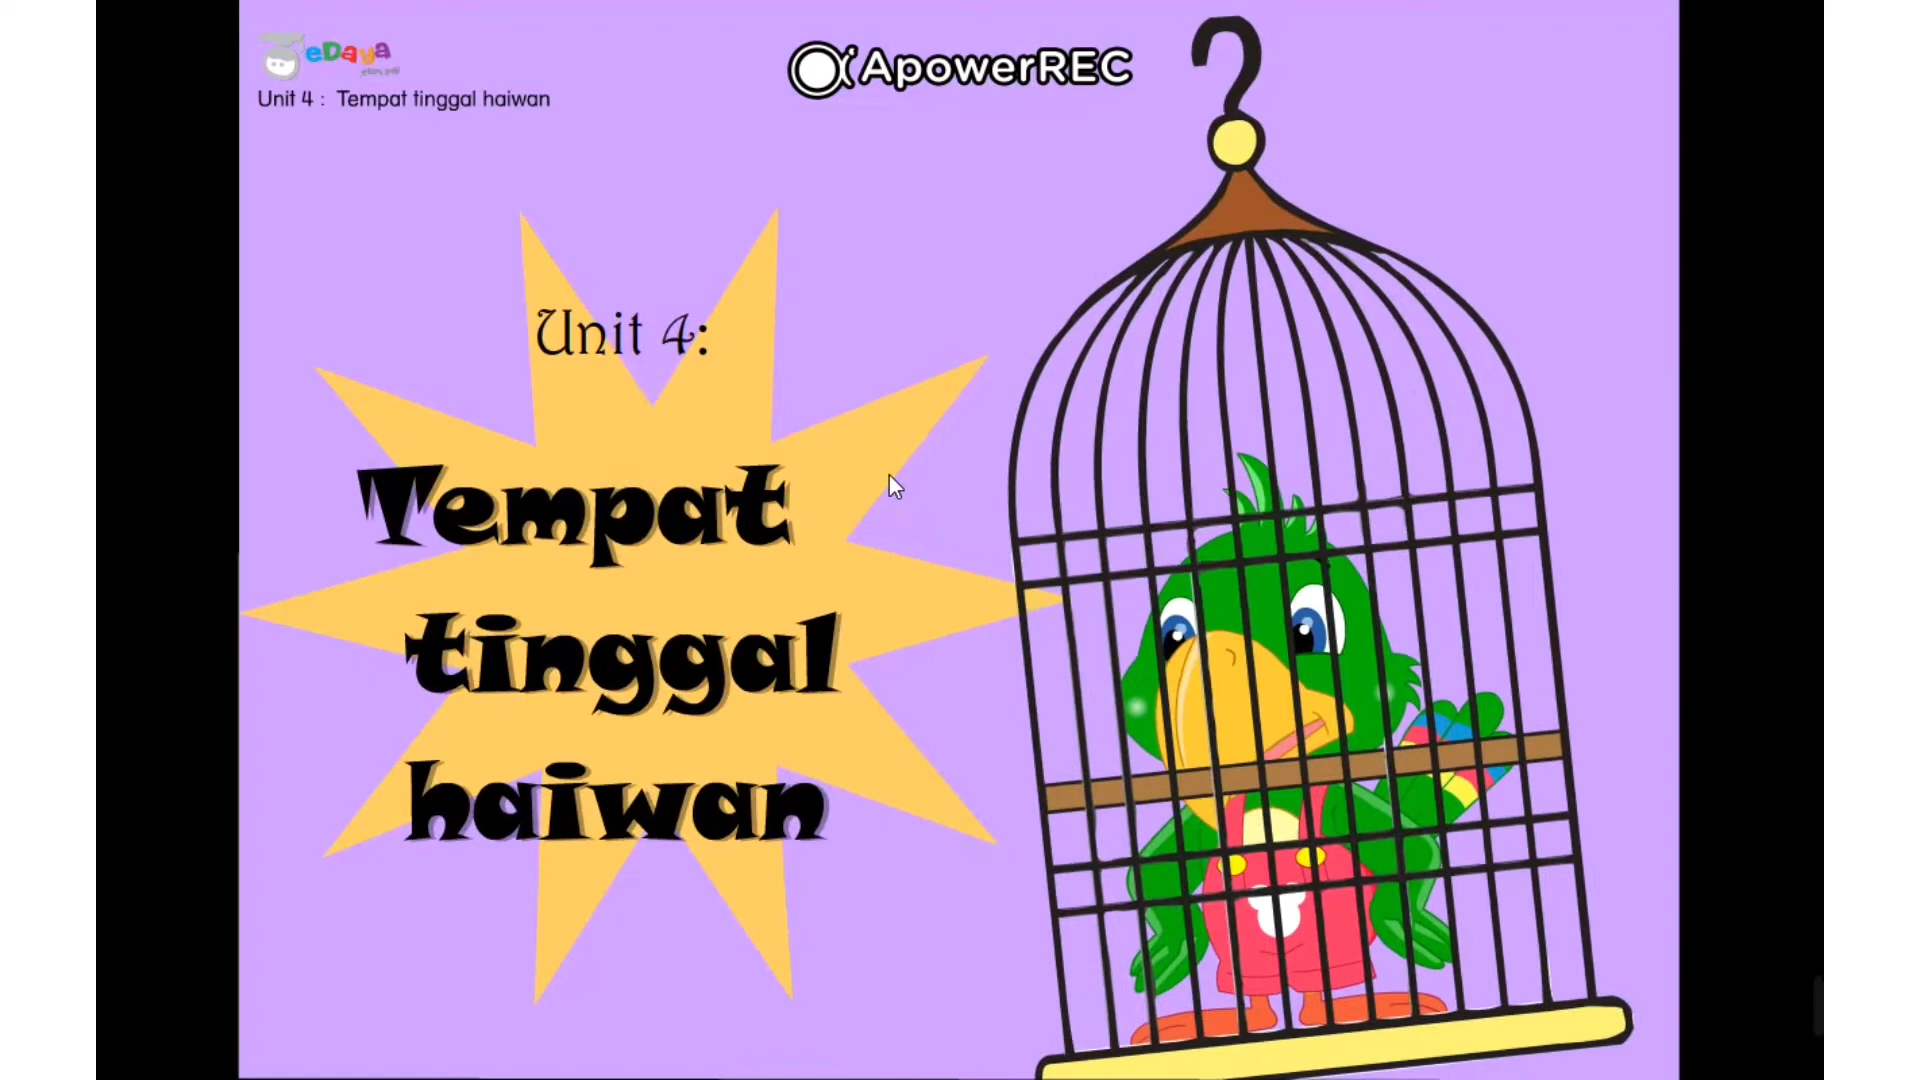 eDaya
Unit 4 : Tempat tinggal haiwan
ApowerREC
Unit 4:
Tempat
tinggal
haiwan